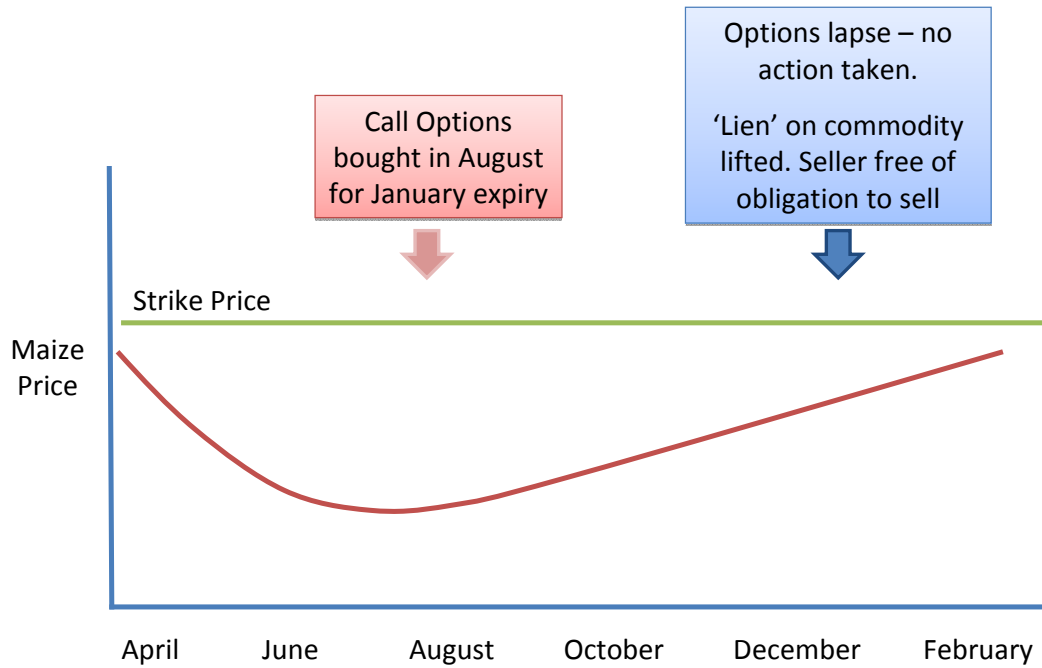 Options lapse – no
action taken.
‘Lien’ on commodity
lifted. Seller free of
obligation to sell
Call Options
bought in August
for January expiry
Strike Price
Maize
Price
April June August October December February